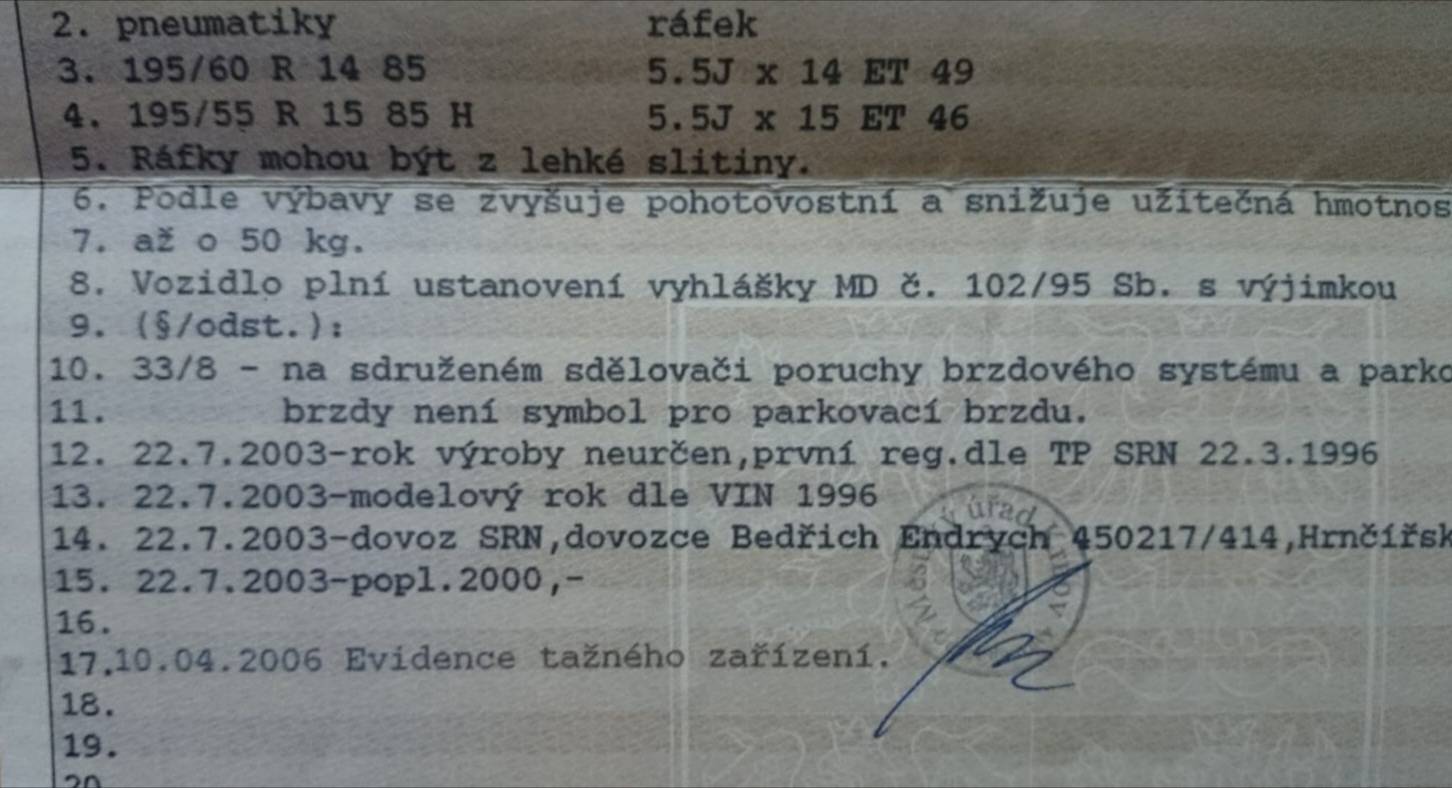 2. pneumatiky ráfek
3. 195/60 R 14 85 5.5J x 14 ET 49
4. 195/55 R 15 85 H 5.5J x 15 ET 46
5. Ráfky mohou být z lehké slitiny.
6. Podle výbavy se zvyšuje pohotovostní a snižuje užitečná hmotnos
7. až o 50 kg.
8. Vozidlo plní ustanovení vyhlášky MD č. 102/95 Sb. s výjimkou
9. (§/odst.):
10. 33/8 - na sdruženém sdělovači poruchy brzdového systému a parko
11. brzdy není symbol pro parkovací brzdu.
12. 22.7.2003-rok výroby neurčen,první reg.dle TP SRN 22.3.1996
13. 22.7.2003-modelový rok dle VIN 1996
14. 22.7.2003-dovoz SRN,dovozce Bedřich Endrych 450217/414,Hrnčířsk
15. 22.7.2003-popl.2000,-
16.
17.10.04.2006 Evidence tažného zařízení.
18.
19.
20
úřad